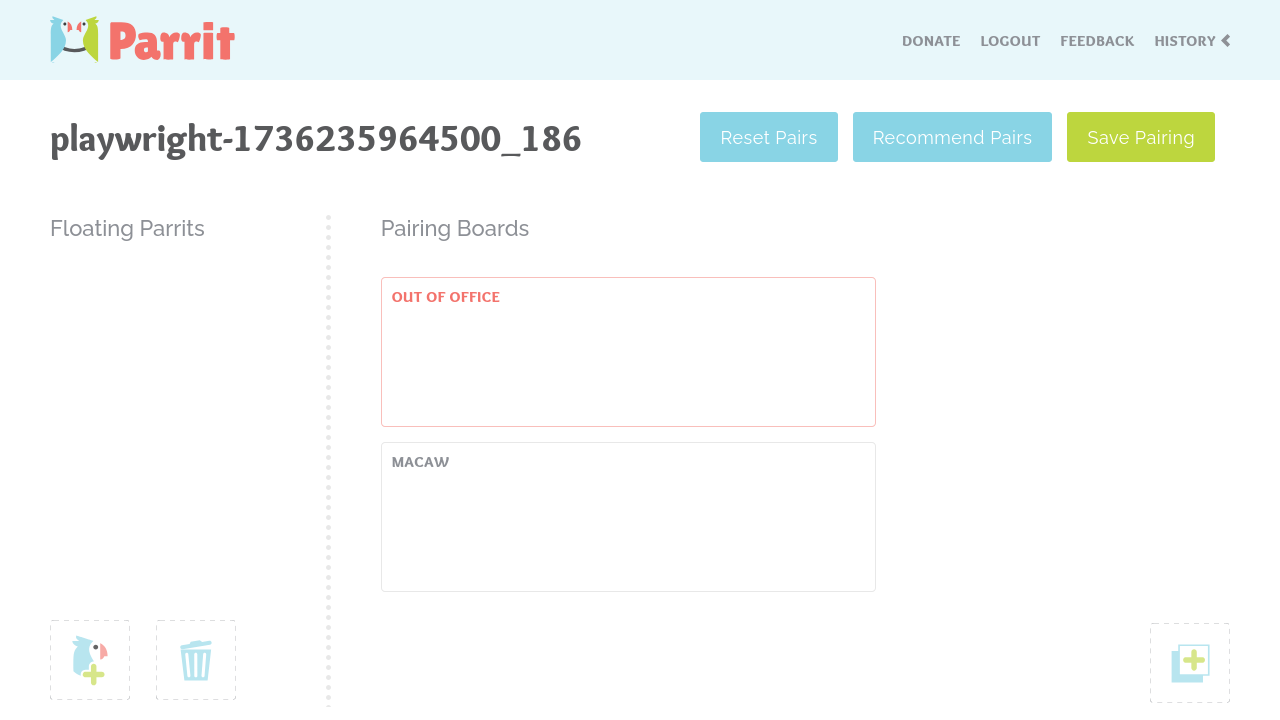 Parrit
DONATE LOGOUT FEEDBACK HISTORY
playwright-1736235964500_186
Reset Pairs
Recommend Pairs
Save Pairing
Floating Parrits
Pairing Boards
OUT OF OFFICE
MACAW